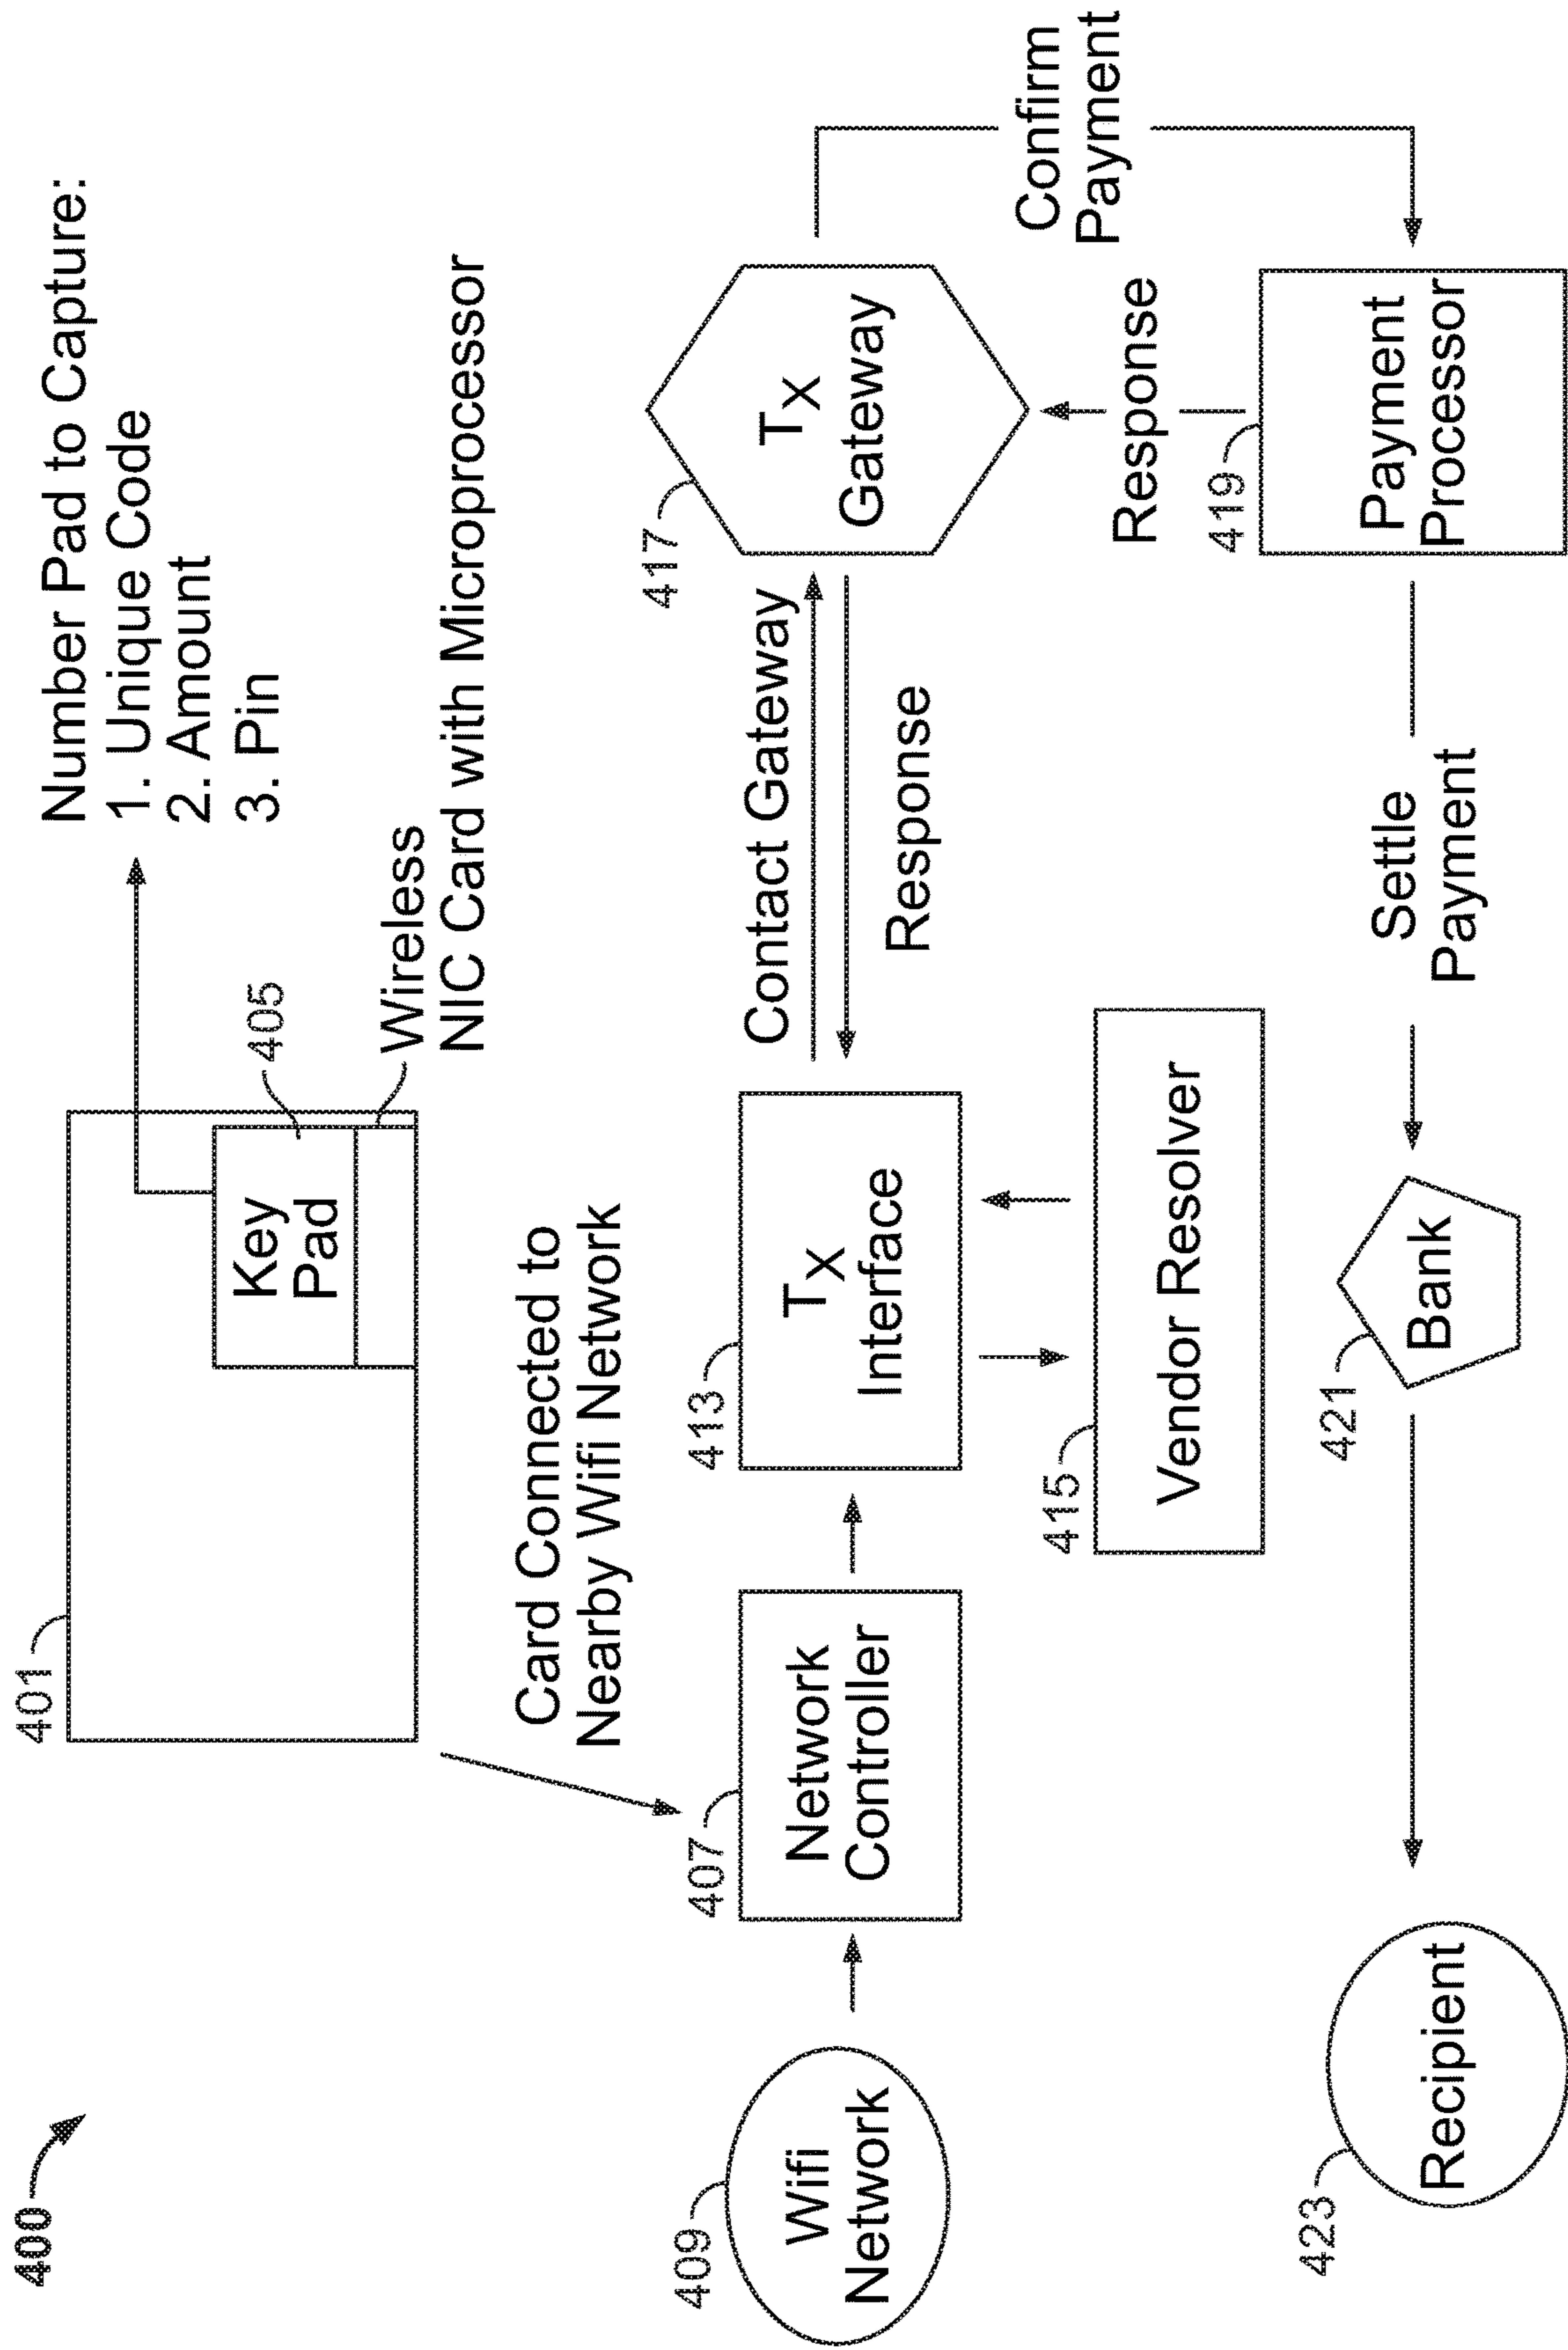 400
401
Number Pad to Capture:
1. Unique Code
2. Amount
3. Pin
Key
Pad
405
Wireless
NIC Card with Microprocessor
Card Connected to
Nearby Wifi Network
409
Wifi
Network
407
Network
Controller
413
TX
Interface
Contact Gateway
Response
417
TX
Gateway
Confirm
Payment
415
Vendor Resolver
Response
419
Payment
Processor
Settle
Payment
421
Bank
423
Recipient